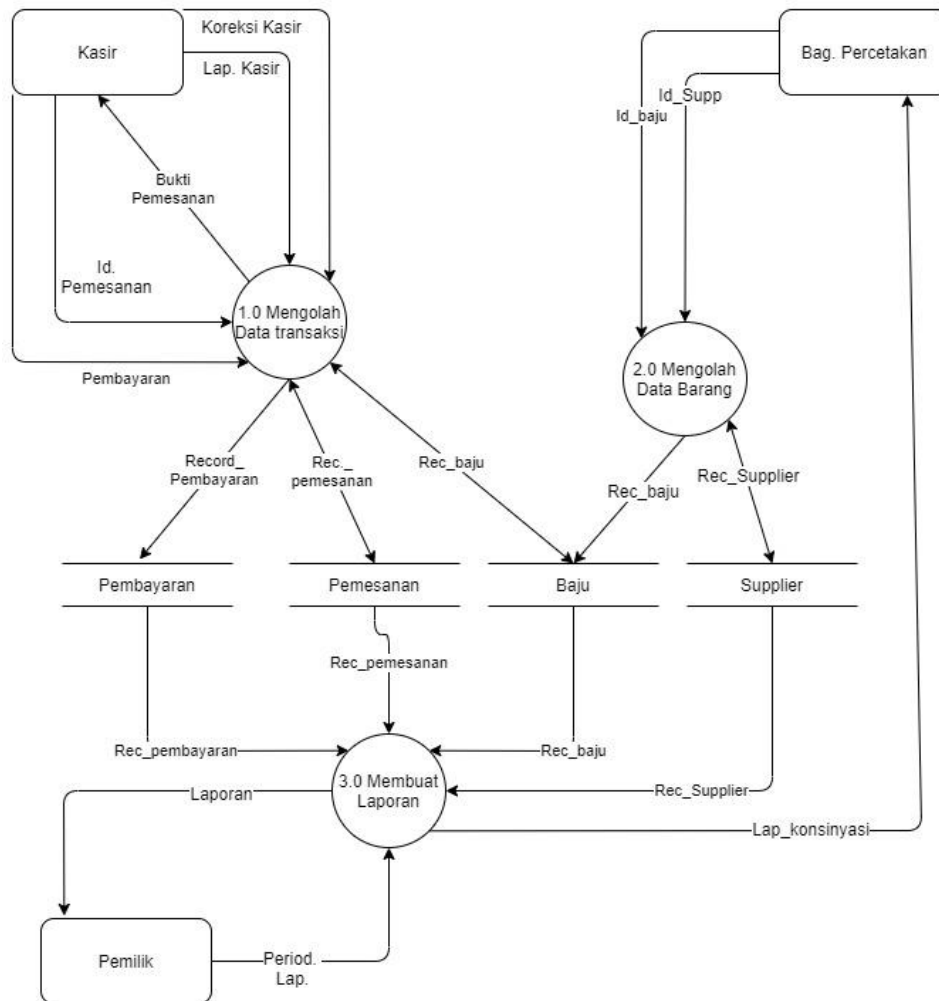 Koreksi Kasir
Kasir
Lap. Kasir
Bag. Percetakan
Id_Supp
Id_baju
Bukti
Pemesanan
Id.
Pemesanan
1.0 Mengolah
Data transaksi
2.0 Mengolah
Data Barang
Pembayaran
Record_
Pembayaran
Rec._
pemesanan
Rec_baju
Rec_baju
Rec_Supplier
Pembayaran
Pemesanan
Baju
Supplier
Rec_pemesanan
Rec_pembayaran
Rec_baju
3.0 Membuat
Laporan
Laporan
Rec_Supplier
Lap_konsinyasi
Pemilik
Period.
Lap.